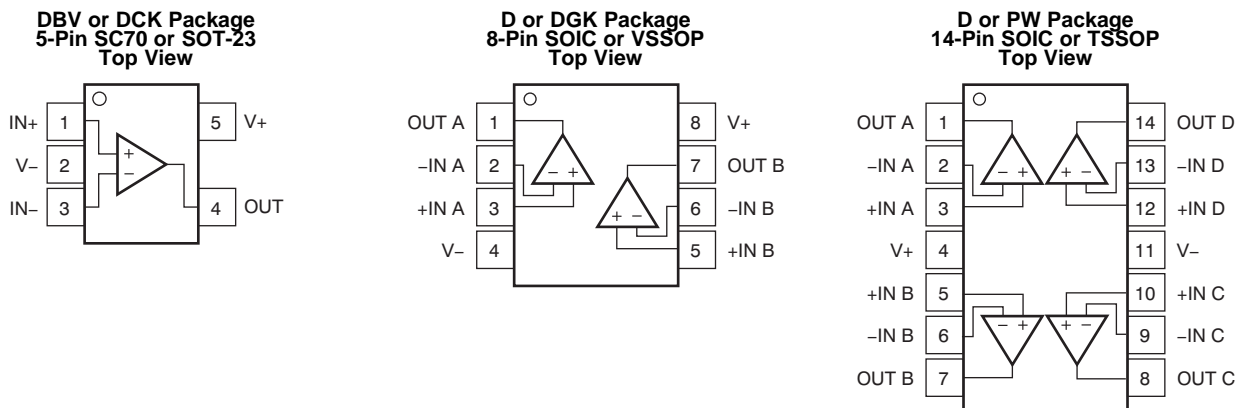 DBV or DCK Package
5-Pin SC70 or SOT-23
Top View
IN+ 1
5 V+
+
V− 2
−
IN− 3
4 OUT
D or DGK Package
8-Pin SOIC or VSSOP
Top View
OUT A 1
8 V+
−IN A 2
7 OUT B
− +
+IN A 3
6 −IN B
+ −
V− 4
5 +IN B
D or PW Package
14-Pin SOIC or TSSOP
Top View
OUT A 1
14 OUT D
−IN A 2
13 −IN D
− + + −
+IN A 3
12 +IN D
V+ 4
11 V−
+IN B 5
10 +IN C
− + + −
−IN B 6
9 −IN C
OUT B 7
8 OUT C